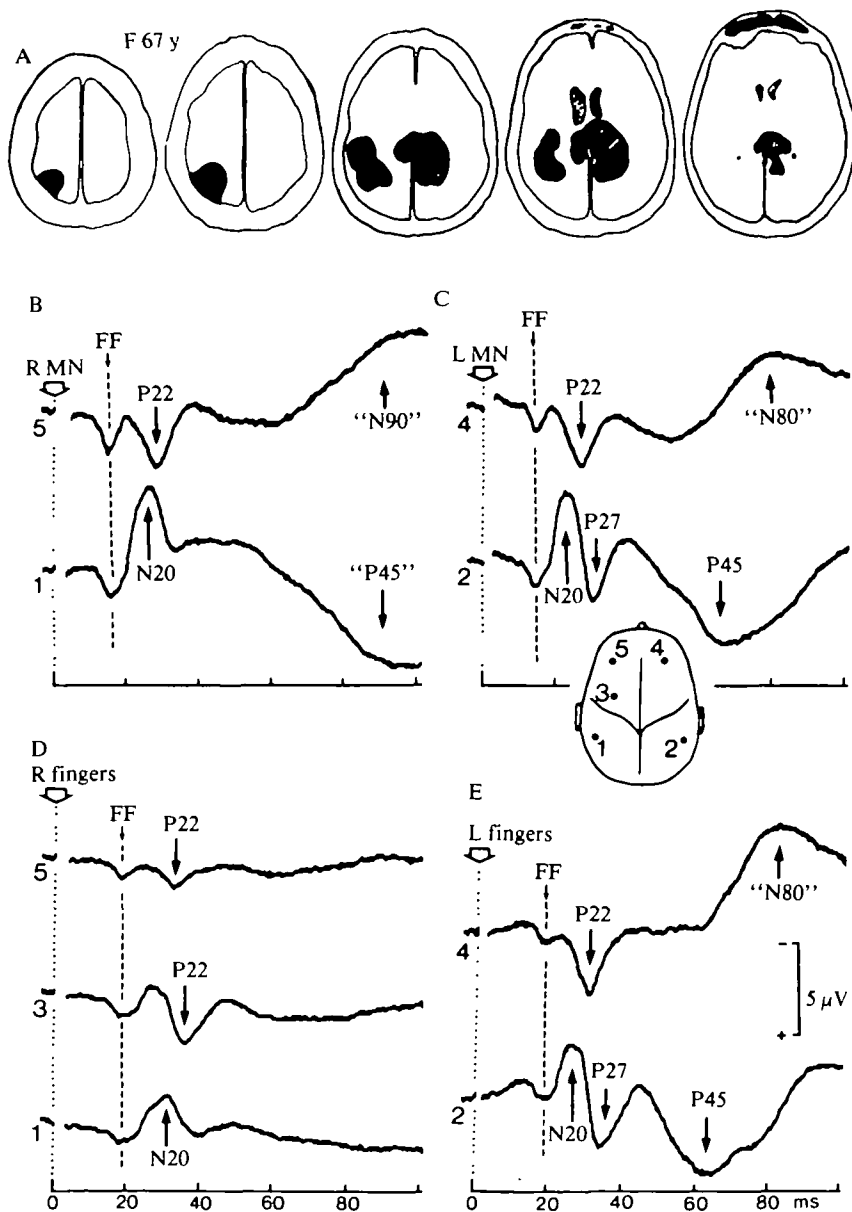 A
F 67 y
B
FF
R MN
P22
5
"N90"
1
N20
"P45"
C
FF
L MN
P22
4
"N80"
P27
2
N20
P45
5 4
3
1 2
D
R fingers
FF
P22
5
P22
3
1
N20
0 20 40 60 80
E
L fingers
FF
P22
"N80"
4
−
5 μV
+
P27
P45
2
N20
0 20 40 60 80 ms